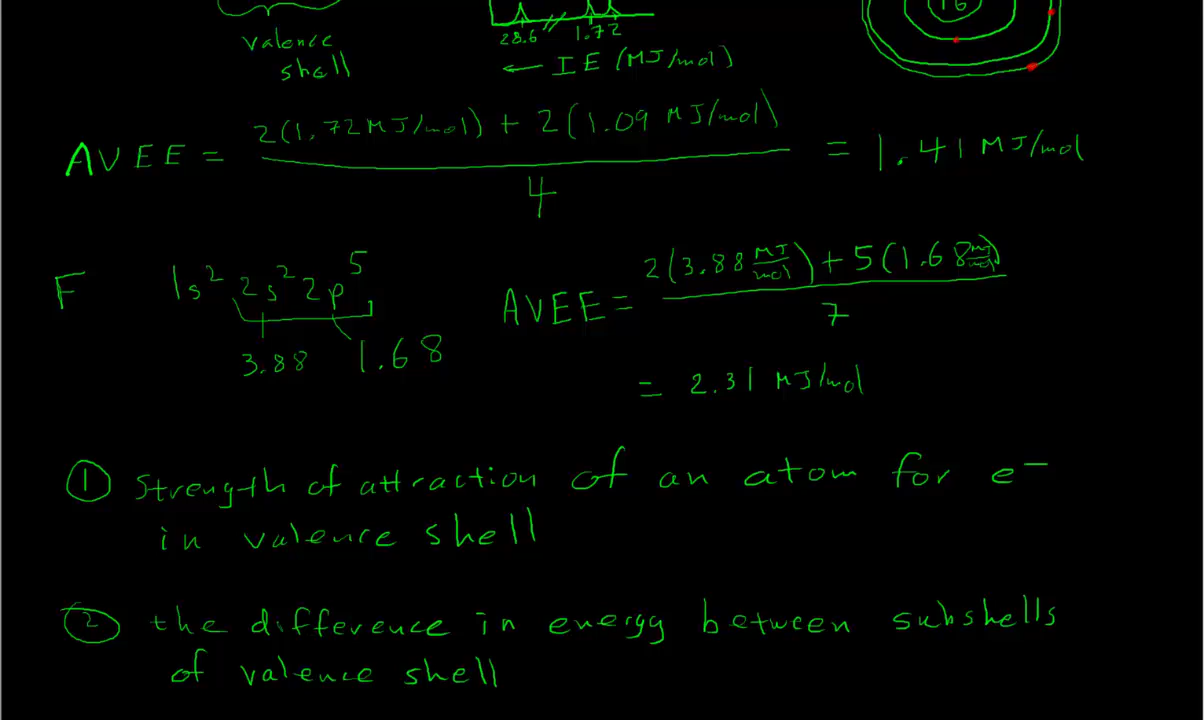 +6
valence
shell
28.6 1.72
← IE (MJ/mol)
2(1.72 MJ/mol) + 2(1.09 MJ/mol)
AVEE = = 1.41 MJ/mol
4
F 1s² 2s² 2p⁵
3.88 1.68
AVEE = 2(3.88 MJ/mol) + 5(1.68 MJ/mol)
7
= 2.31 MJ/mol
① Strength of attraction of an atom for e⁻
in valence shell
② the difference in energy between subshells
of valence shell